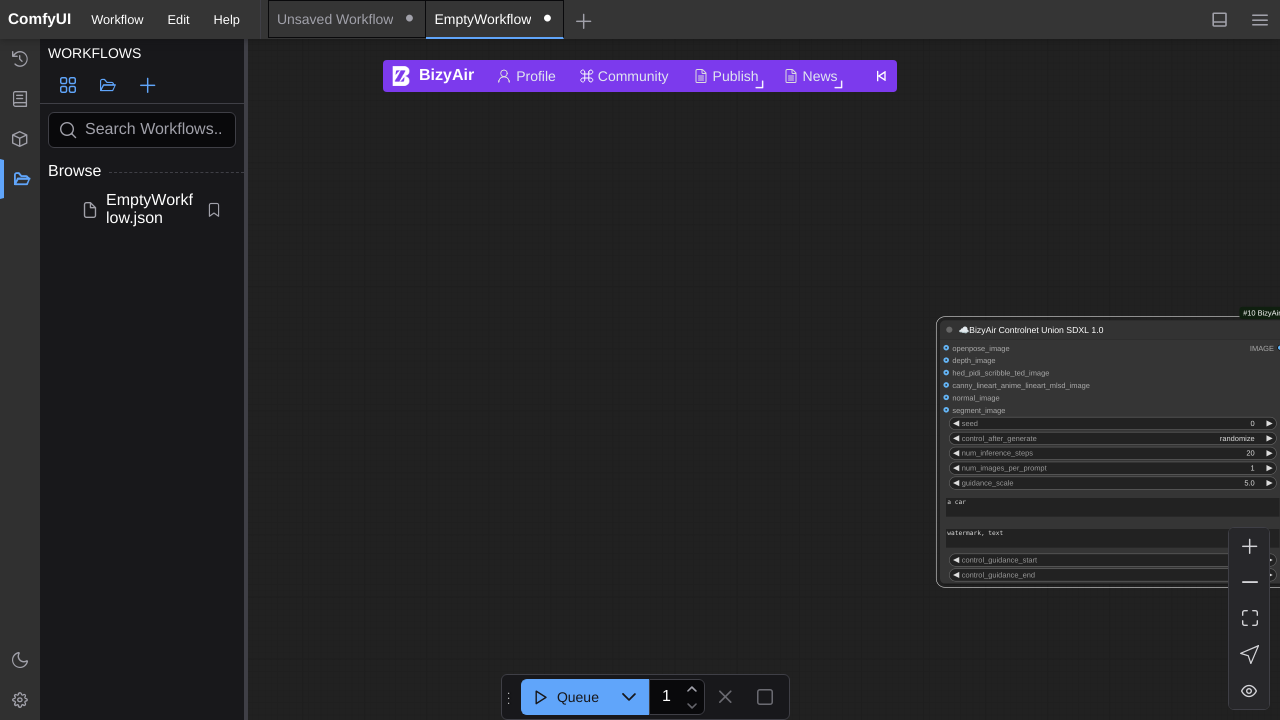 ComfyUI
Workflow
Edit
Help
Unsaved Workflow
EmptyWorkflow
WORKFLOWS
Search Workflows..
Browse
EmptyWorkf
low.json
BizyAir
Profile
Community
Publish
News
#10 BizyAir
☁️BizyAir Controlnet Union SDXL 1.0
openpose_image
IMAGE
depth_image
hed_pidi_scribble_ted_image
canny_lineart_anime_lineart_mlsd_image
normal_image
segment_image
seed 0
control_after_generate randomize
num_inference_steps 20
num_images_per_prompt 1
guidance_scale 5.0
a car
watermark, text
control_guidance_start
control_guidance_end
Queue
1